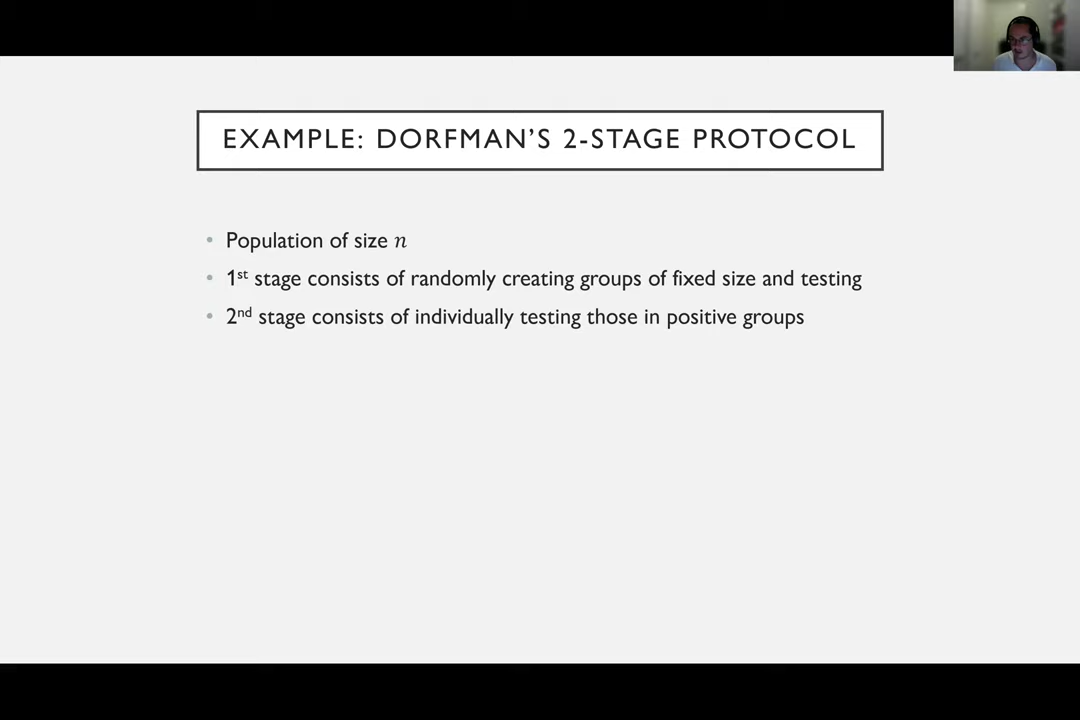 EXAMPLE: DORFMAN’S 2-STAGE PROTOCOL
• Population of size n
• 1st stage consists of randomly creating groups of fixed size and testing
• 2nd stage consists of individually testing those in positive groups